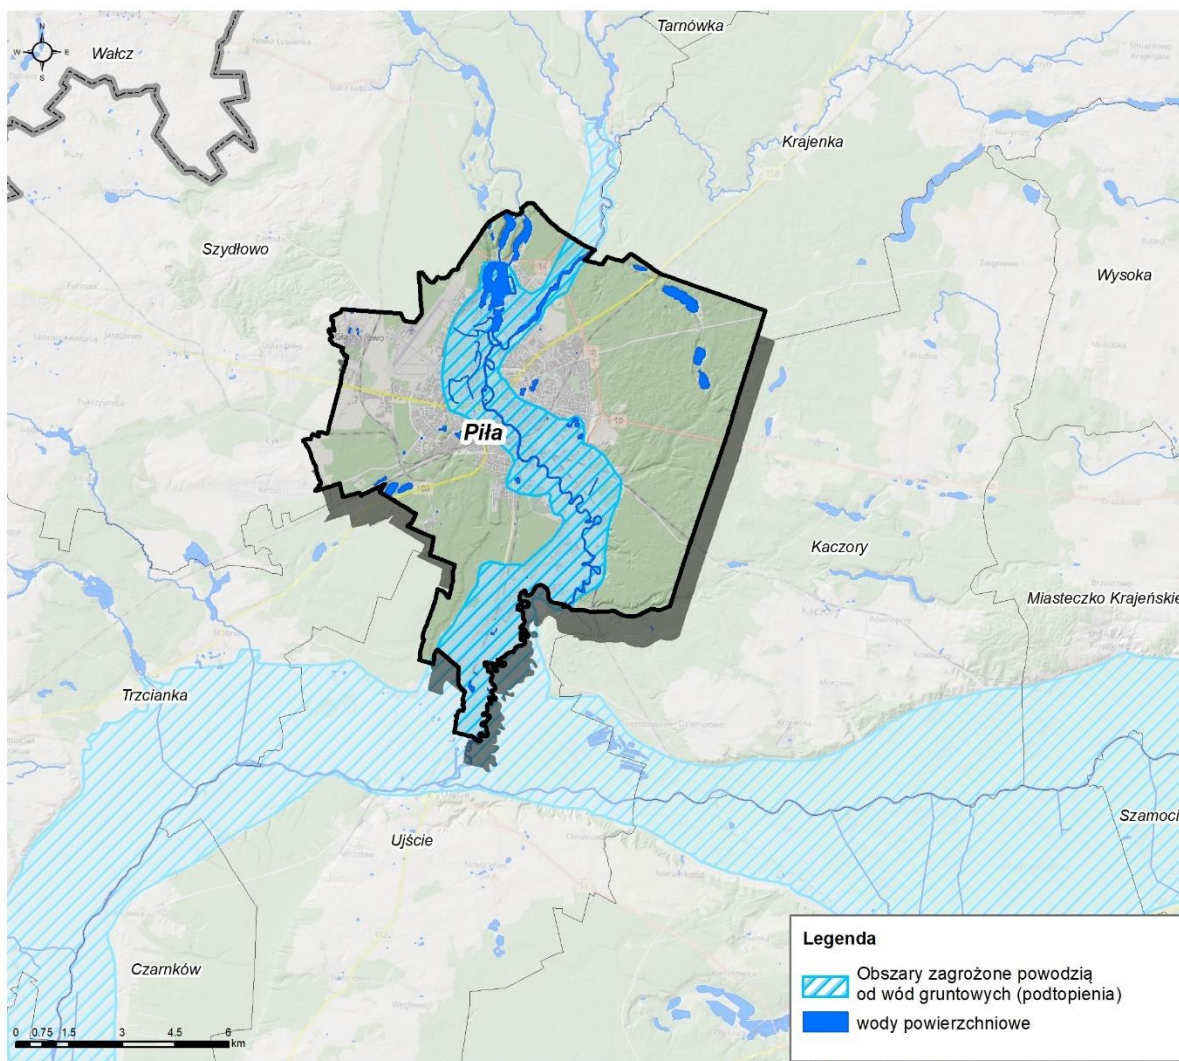 N
W E
S
Tarnówka
Wałcz
Krajenka
Szydłowo
Wysoka
Piła
Kaczory
Miasteczko Krajeńskie
Trzcianka
Szamoci
Ujście
Czarnków
Legenda
Obszary zagrożone powodzią
od wód gruntowych (podtopienia)
wody powierzchniowe
0 0.75 1.5 3 4.5 6
km